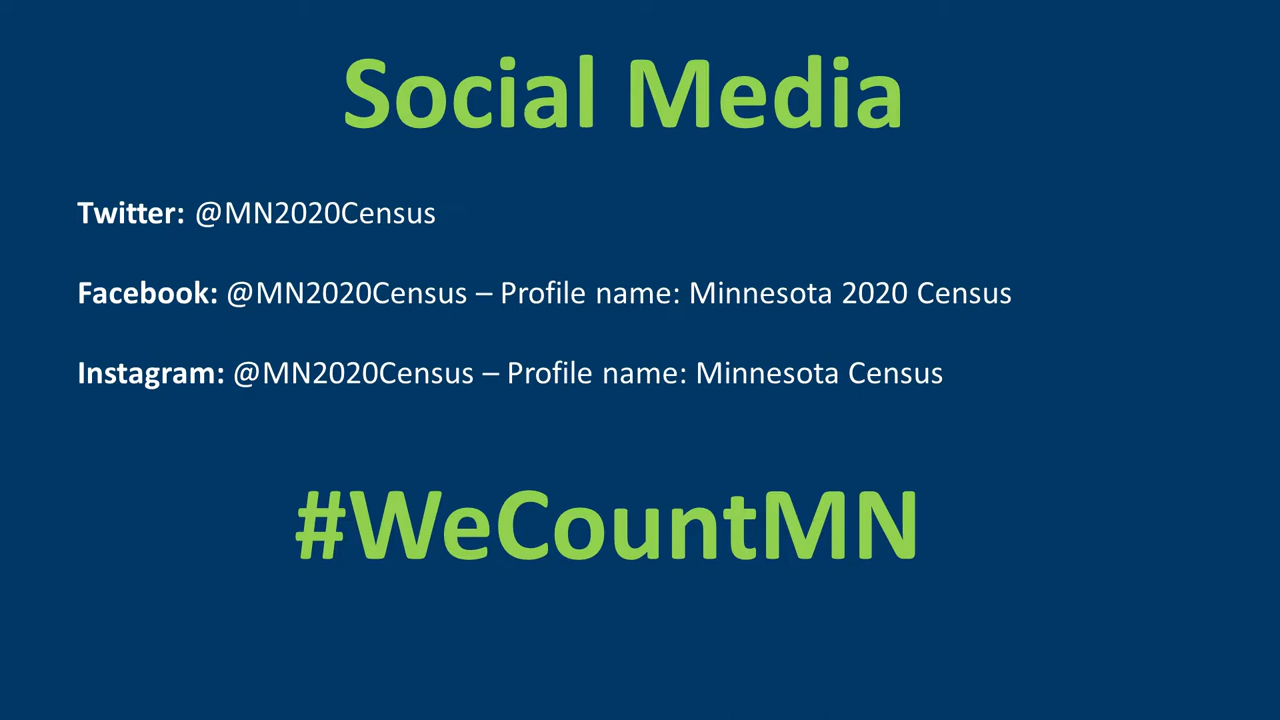 Social Media
Twitter: @MN2020Census
Facebook: @MN2020Census – Profile name: Minnesota 2020 Census
Instagram: @MN2020Census – Profile name: Minnesota Census
#WeCountMN